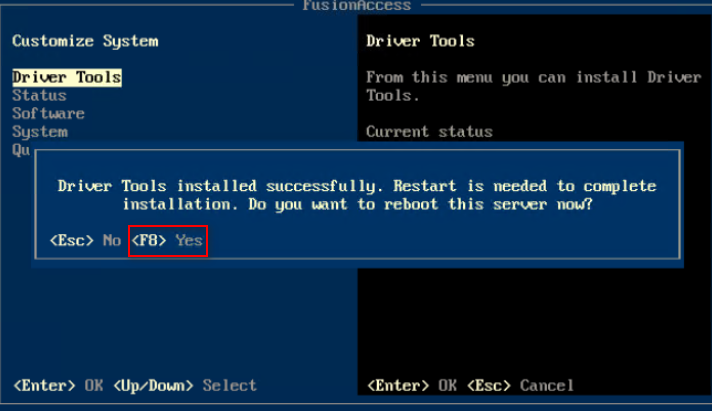 FusionAccess
Customize System
Driver Tools
Status
Software
System
Qu
Driver Tools
From this menu you can install Driver
Tools.
Current status
Driver Tools installed successfully. Restart is needed to complete
installation. Do you want to reboot this server now?
<Esc> No <F8> Yes
<Enter> OK <Up/Down> Select
<Enter> OK <Esc> Cancel